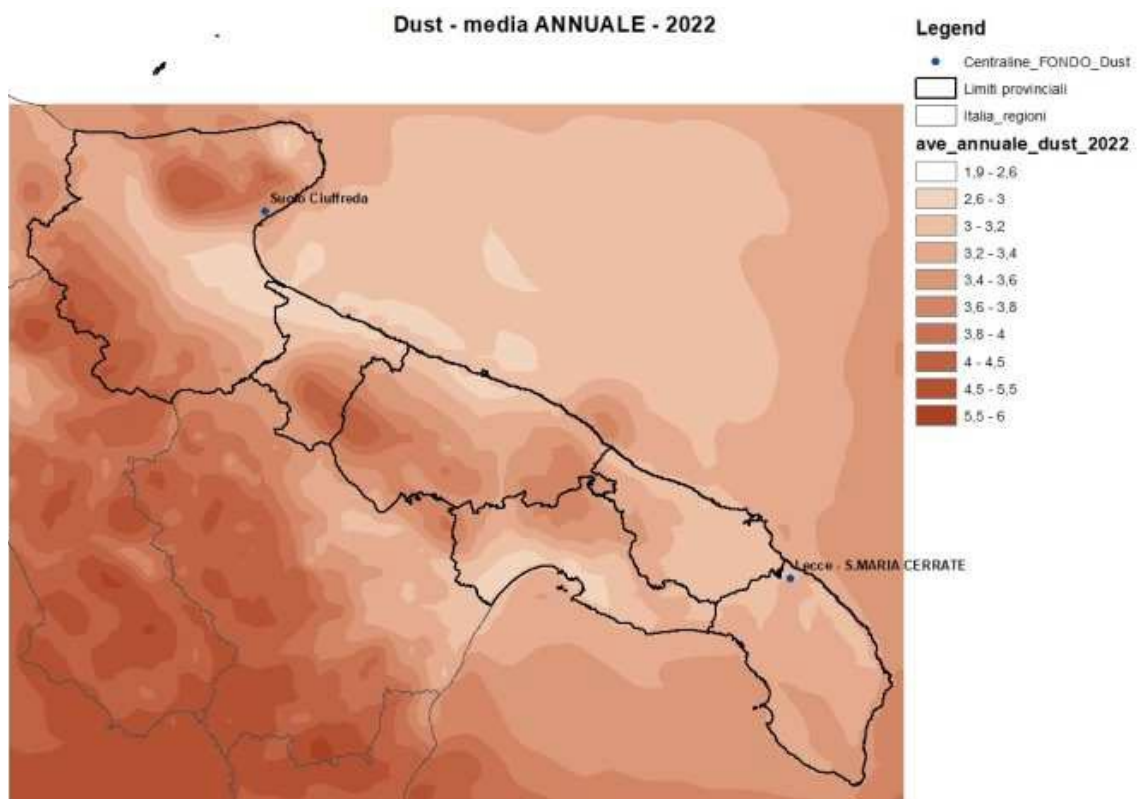 Dust - media ANNUALE - 2022
Legend
Centraline_FONDO_Dust
Limiti provinciali
Italia_regioni
ave_annuale_dust_2022
1,9 - 2,6
2,6 - 3
3 - 3,2
3,2 - 3,4
3,4 - 3,6
3,6 - 3,8
3,8 - 4
4 - 4,5
4,5 - 5,5
5,5 - 6
Suolo Ciuffreda
Lecce - S.MARIA CERRATE